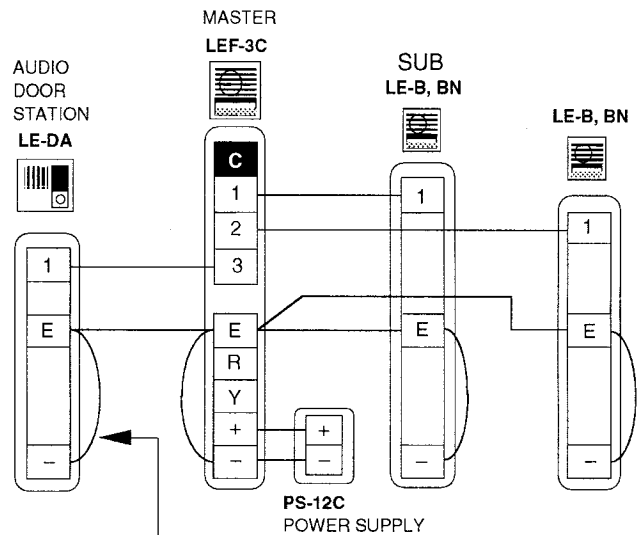 MASTER
LEF-3C
AUDIO
DOOR
STATION
LE-DA
SUB
LE-B, BN
LE-B, BN
C
1
2
3
E
R
Y
+
−
1
E
−
1
E
−
1
E
−
+
−
PS-12C
POWER SUPPLY